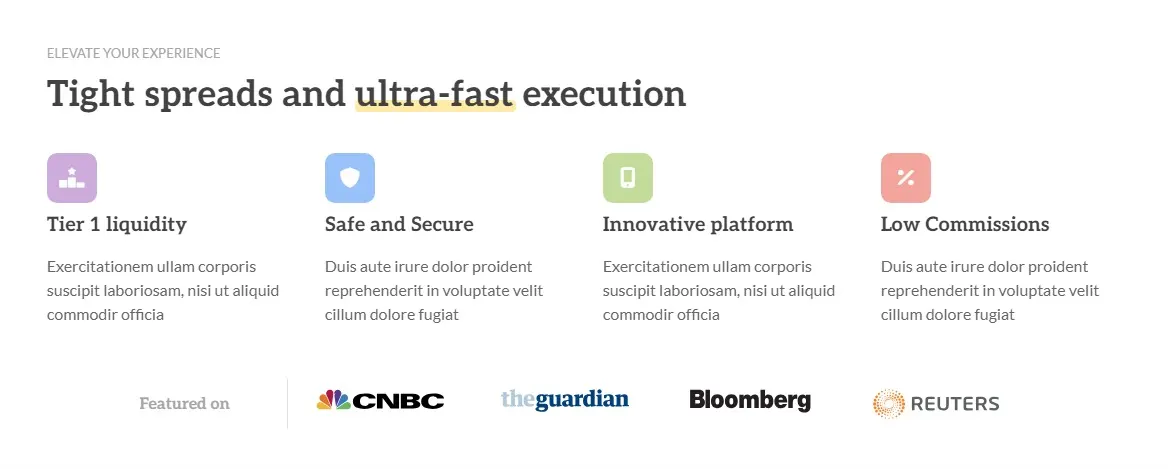 ELEVATE YOUR EXPERIENCE
Tight spreads and ultra-fast execution
Tier 1 liquidity
Exercitationem ullam corporis
suscipit laboriosam, nisi ut aliquid
commodir officia
Safe and Secure
Duis aute irure dolor proident
reprehenderit in voluptate velit
cillum dolore fugiat
Innovative platform
Exercitationem ullam corporis
suscipit laboriosam, nisi ut aliquid
commodir officia
Low Commissions
Duis aute irure dolor proident
reprehenderit in voluptate velit
cillum dolore fugiat
Featured on
CNBC
theguardian
Bloomberg
REUTERS